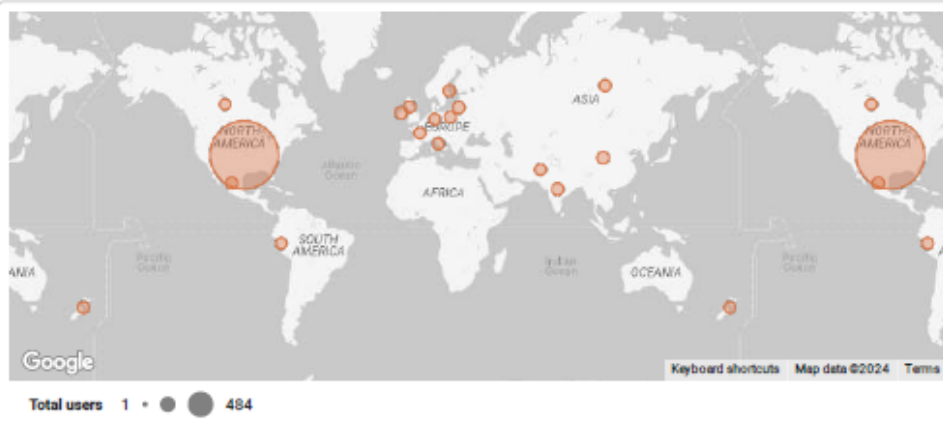 NORTH
AMERICA
ASIA
EUROPE
NORTH
AMERICA
Atlantic
Ocean
AFRICA
SOUTH
AMERICA
Pacific
Ocean
Indian
Ocean
OCEANIA
Pacific
Ocean
ANIA
A
Google
Keyboard shortcuts Map data ©2024 Terms
Total users 1 484